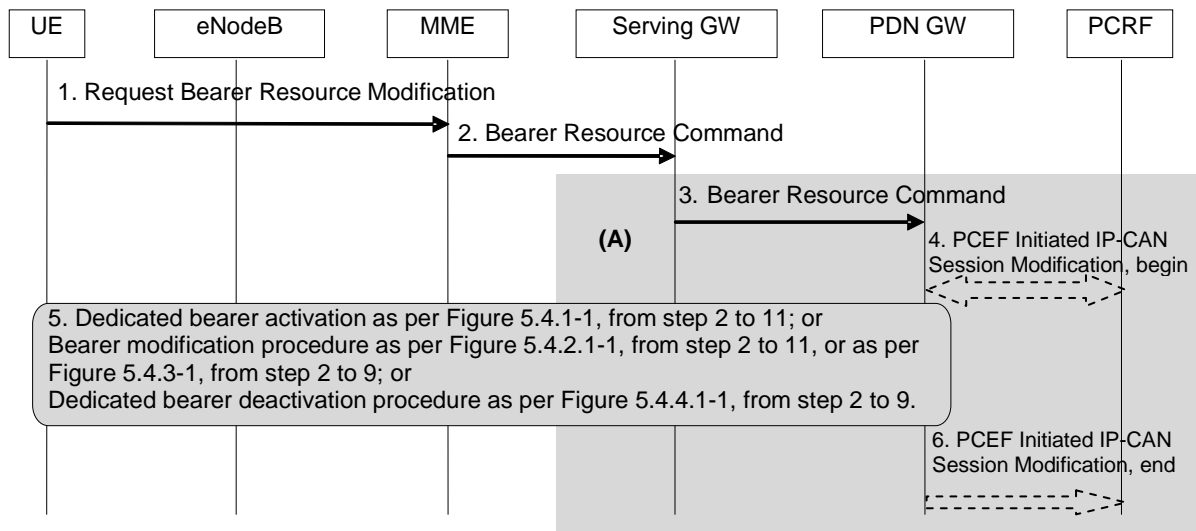 UE
eNodeB
MME
Serving GW
PDN GW
PCRF
1. Request Bearer Resource Modification
2. Bearer Resource Command
3. Bearer Resource Command
(A)
4. PCEF Initiated IP-CAN
Session Modification, begin
5. Dedicated bearer activation as per Figure 5.4.1-1, from step 2 to 11; or
Bearer modification procedure as per Figure 5.4.2.1-1, from step 2 to 11, or as per
Figure 5.4.3-1, from step 2 to 9; or
Dedicated bearer deactivation procedure as per Figure 5.4.4.1-1, from step 2 to 9.
6. PCEF Initiated IP-CAN
Session Modification, end